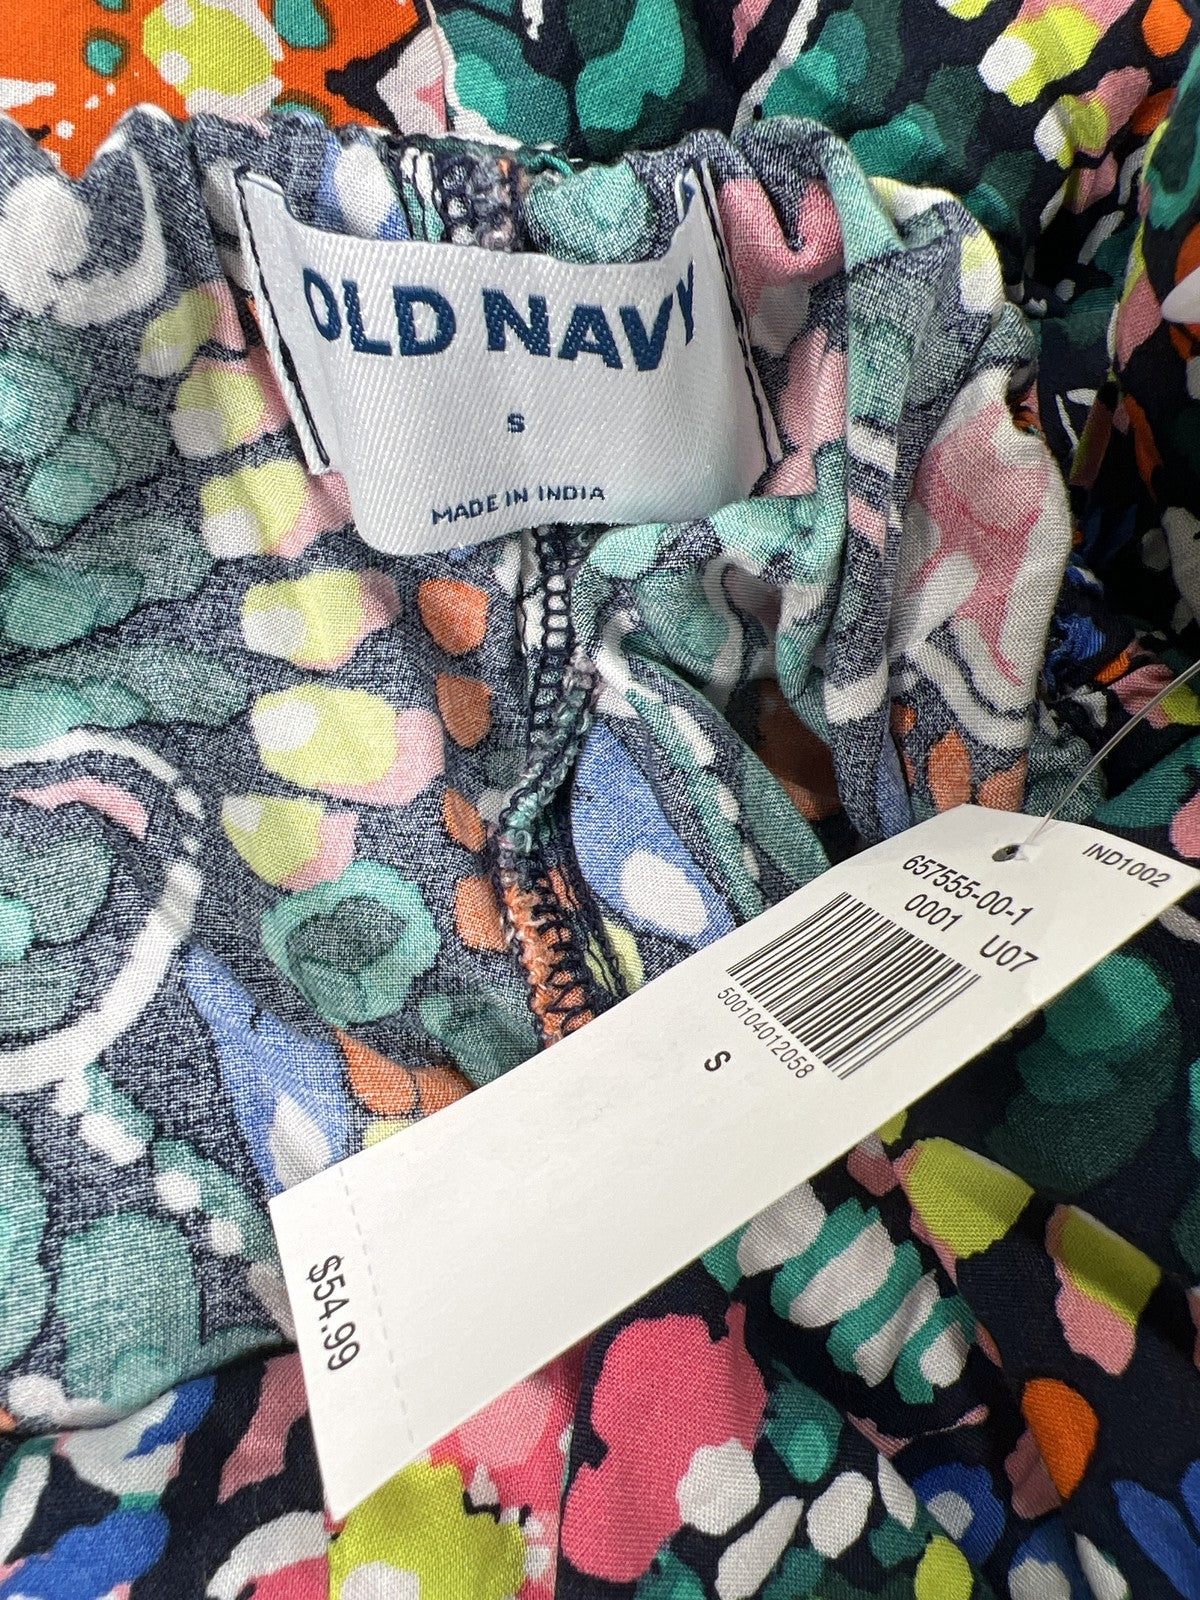 OLD NAVY
S
MADE IN INDIA
IND1002
657555-00-1
0001 U07
500104012058
S
$54.99